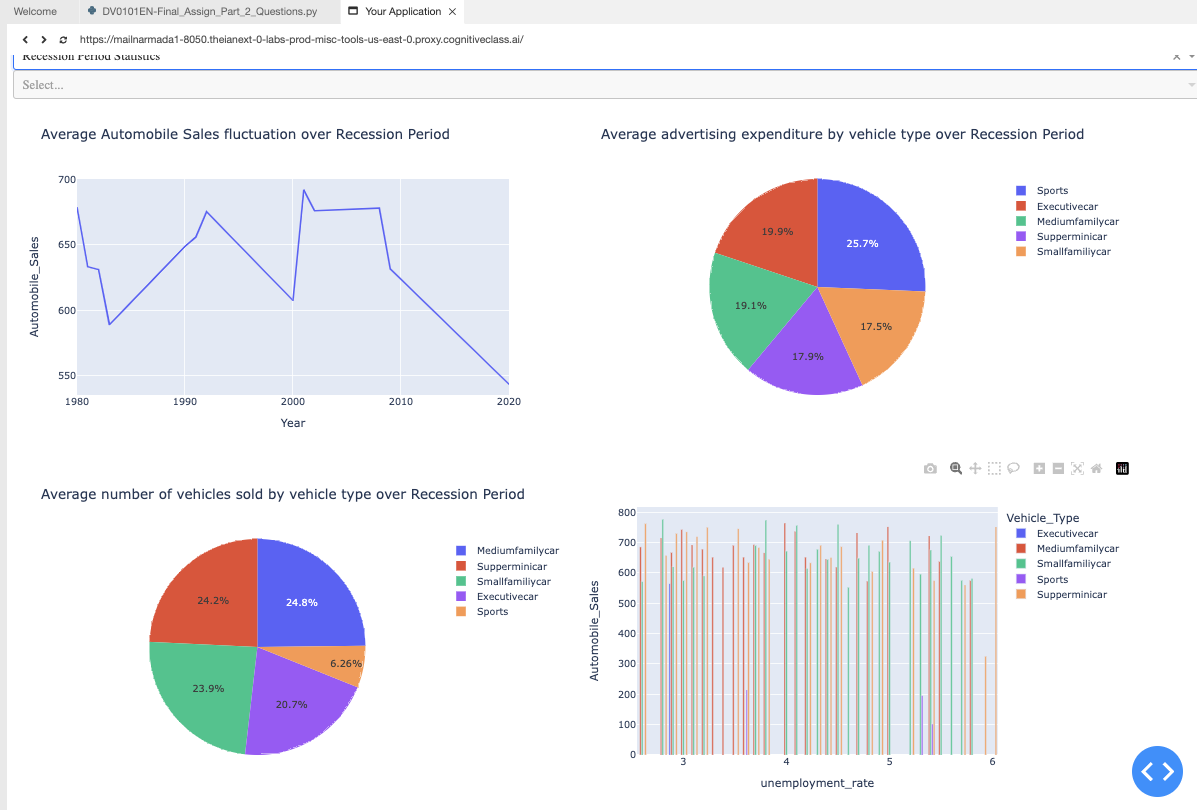 Welcome
DV0101EN-Final_Assign_Part_2_Questions.py
Your Application
https://mailnarmada1-8050.theianext-0-labs-prod-misc-tools-us-east-0.proxy.cognitiveclass.ai/
Recession Period Statistics
Select...
Average Automobile Sales fluctuation over Recession Period
700
650
600
550
Automobile_Sales
1980
1990
2000
2010
2020
Year
Average advertising expenditure by vehicle type over Recession Period
19.9%
25.7%
19.1%
17.5%
17.9%
Sports
Executivecar
Mediumfamilycar
Supperminicar
Smallfamiliycar
Average number of vehicles sold by vehicle type over Recession Period
24.2%
24.8%
6.26%
23.9%
20.7%
Mediumfamilycar
Supperminicar
Smallfamiliycar
Executivecar
Sports
800
700
600
500
400
300
200
100
0
Automobile_Sales
3
4
5
6
unemployment_rate
Vehicle_Type
Executivecar
Mediumfamilycar
Smallfamiliycar
Sports
Supperminicar